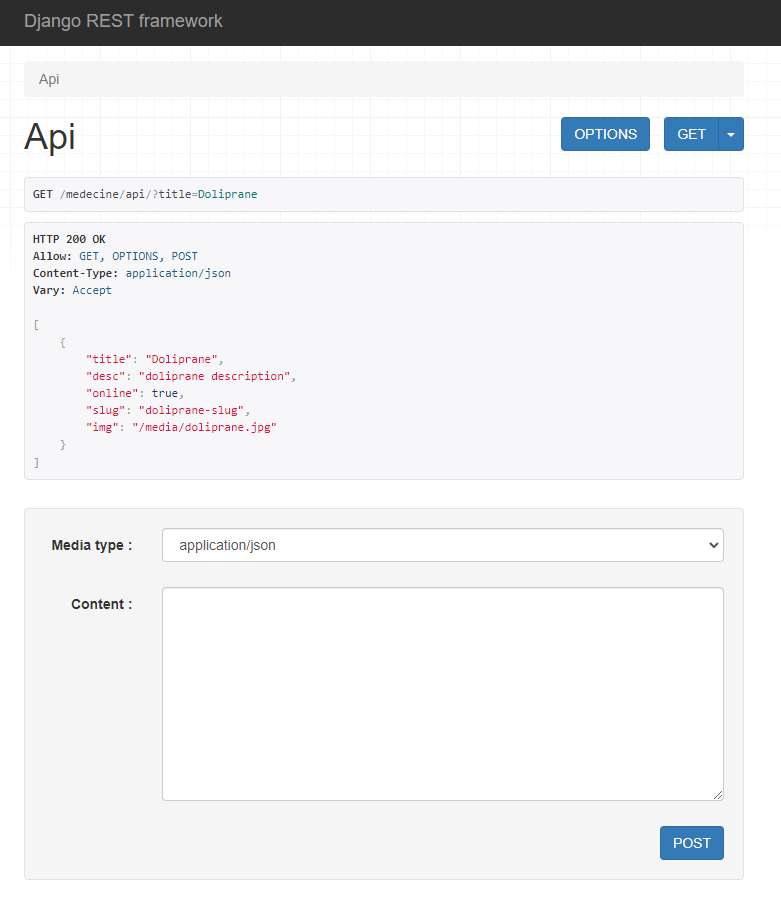 Django REST framework
Api
Api
OPTIONS
GET
GET /medecine/api/?title=Doliprane
HTTP 200 OK
Allow: GET, OPTIONS, POST
Content-Type: application/json
Vary: Accept
[
    {
        "title": "Doliprane",
        "desc": "doliprane description",
        "online": true,
        "slug": "doliprane-slug",
        "img": "/media/doliprane.jpg"
    }
]
Media type :
application/json
Content :
POST